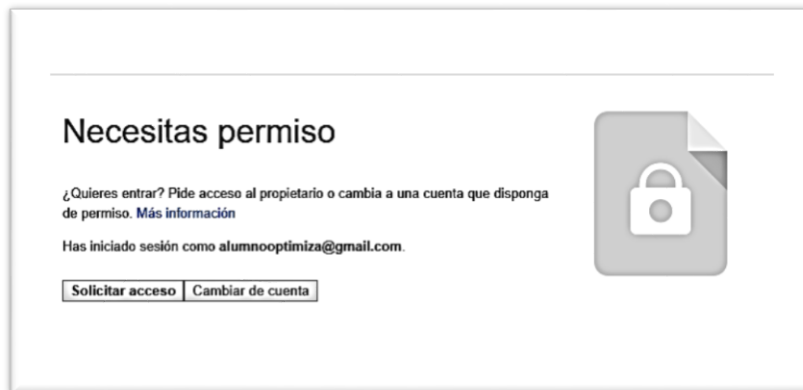 Necesitas permiso
¿Quieres entrar? Pide acceso al propietario o cambia a una cuenta que disponga
de permiso. Más información
Has iniciado sesión como alumnooptimiza@gmail.com.
Solicitar acceso Cambiar de cuenta